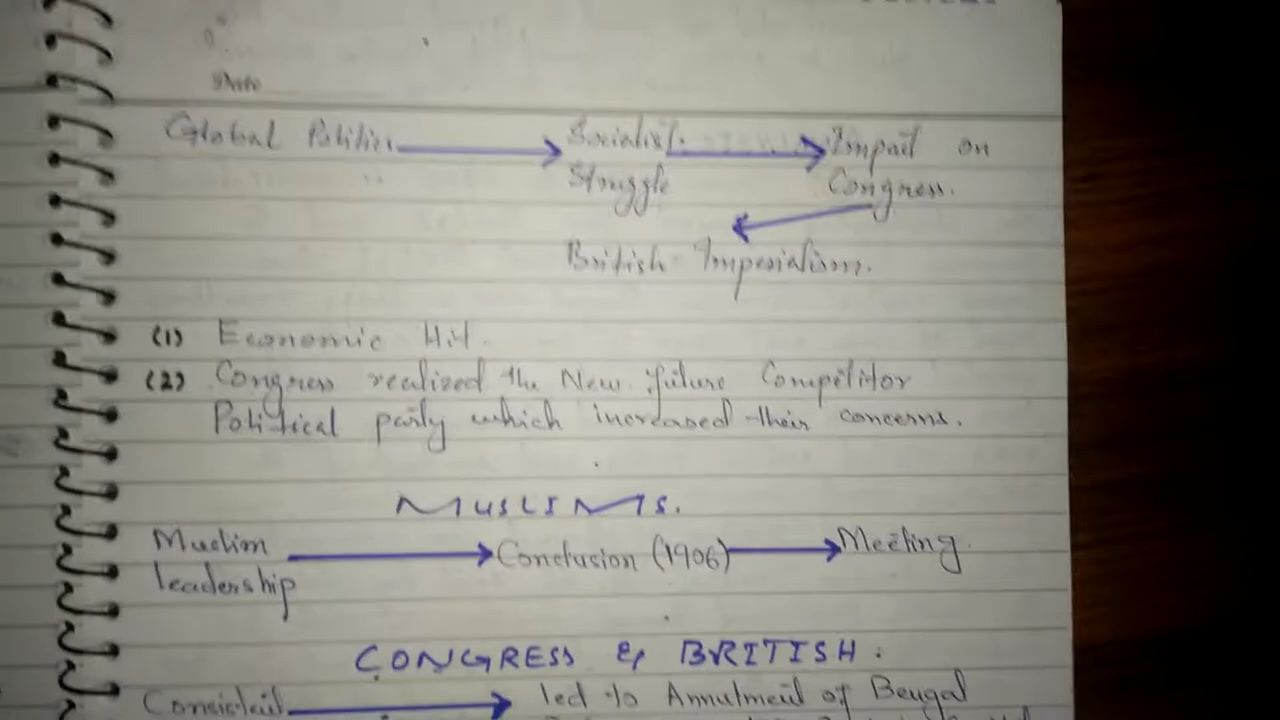 Date
Global Politics → Socialist → Impact on
Struggle Congress.
British Imperialism.
(1) Economic Hit.
(2) Congress realized the New future Competitor
Political party which increased their concerns.
MUSLIMS.
Muslim → Conclusion (1906) → Meeting.
leadership
CONGRESS & BRITISH:
→ led to Annulment of Bengal